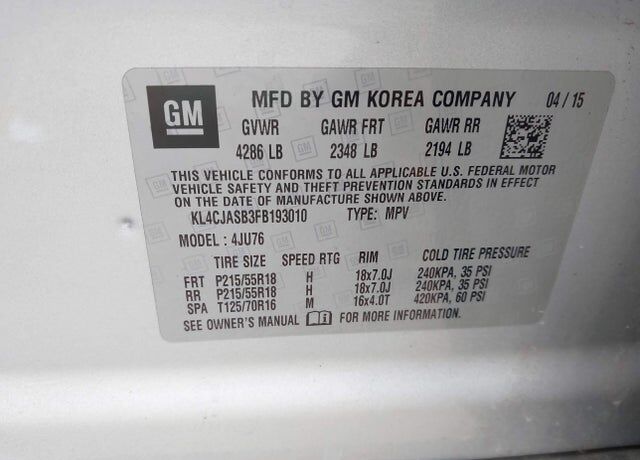 GM MFD BY GM KOREA COMPANY 04 / 15
GVWR GAWR FRT GAWR RR
4286 LB 2348 LB 2194 LB
THIS VEHICLE CONFORMS TO ALL APPLICABLE U.S. FEDERAL MOTOR
VEHICLE SAFETY AND THEFT PREVENTION STANDARDS IN EFFECT
ON THE DATE OF MANUFACTURE SHOWN ABOVE.
KL4CJASB3FB193010 TYPE: MPV
MODEL : 4JU76
TIRE SIZE SPEED RTG RIM COLD TIRE PRESSURE
FRT P215/55R18 H 18x7.0J 240KPA, 35 PSI
RR P215/55R18 H 18x7.0J 240KPA, 35 PSI
SPA T125/70R16 M 16x4.0T 420KPA, 60 PSI
SEE OWNER'S MANUAL FOR MORE INFORMATION.